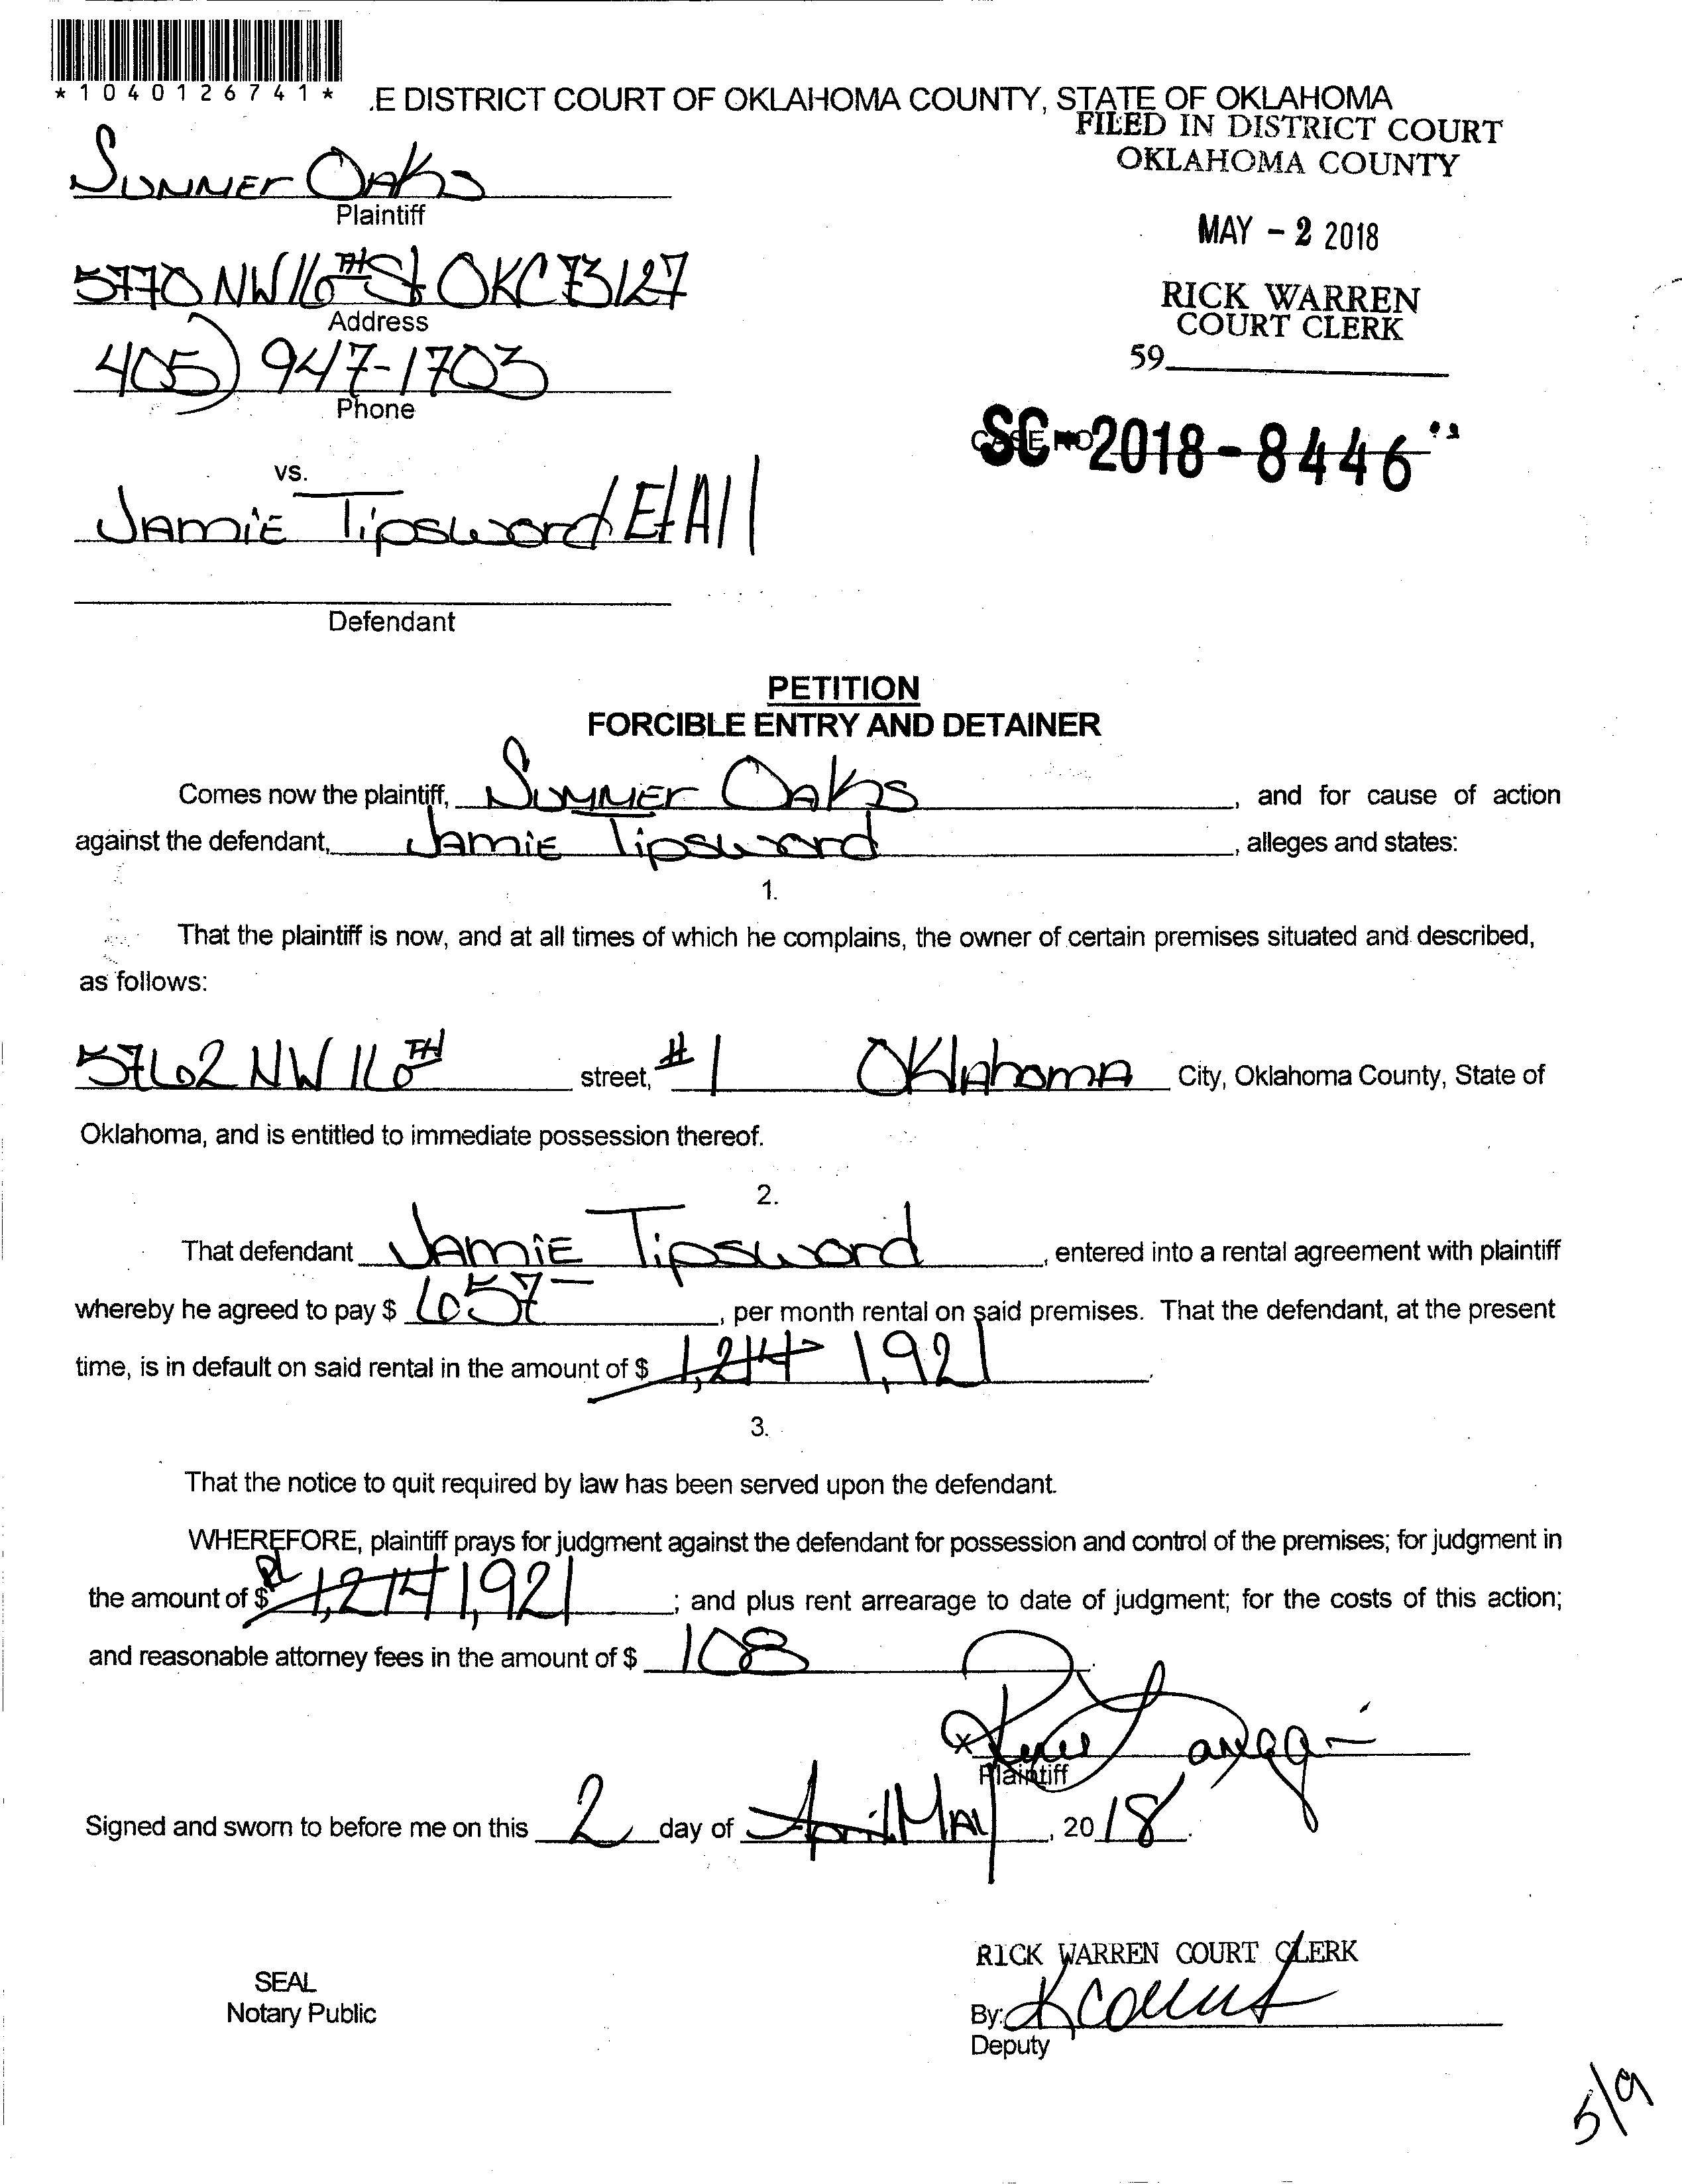 *1040126741*
.E DISTRICT COURT OF OKLAHOMA COUNTY, STATE OF OKLAHOMA
FILED IN DISTRICT COURT
OKLAHOMA COUNTY
MAY - 2 2018
RICK WARREN
COURT CLERK
59
Summer Oaks
Plaintiff
5770 NW 16TH St OKC 73127
Address
405) 947-1703
Phone
CASE NO
SC-2018-8446
vs.
Jamie Tipsword / Et All
Defendant
PETITION
FORCIBLE ENTRY AND DETAINER
Comes now the plaintiff, Summer Oaks, and for cause of action
against the defendant, Jamie Tipsword, alleges and states:
1.
That the plaintiff is now, and at all times of which he complains, the owner of certain premises situated and described,
as follows:
5762 NW 16TH street, #1 Oklahoma City, Oklahoma County, State of
Oklahoma, and is entitled to immediate possession thereof.
2.
That defendant Jamie Tipsword, entered into a rental agreement with plaintiff
whereby he agreed to pay $ 657-, per month rental on said premises. That the defendant, at the present
time, is in default on said rental in the amount of $ 1,214 1,921.
3.
That the notice to quit required by law has been served upon the defendant.
WHEREFORE, plaintiff prays for judgment against the defendant for possession and control of the premises; for judgment in
the amount of $ RL 1,214 1,921; and plus rent arrearage to date of judgment; for the costs of this action;
and reasonable attorney fees in the amount of $ 108.
x
Plaintiff
Signed and sworn to before me on this 2 day of April May, 2018.
RICK WARREN COURT CLERK
SEAL
Notary Public
By: K Collins
Deputy
5/9